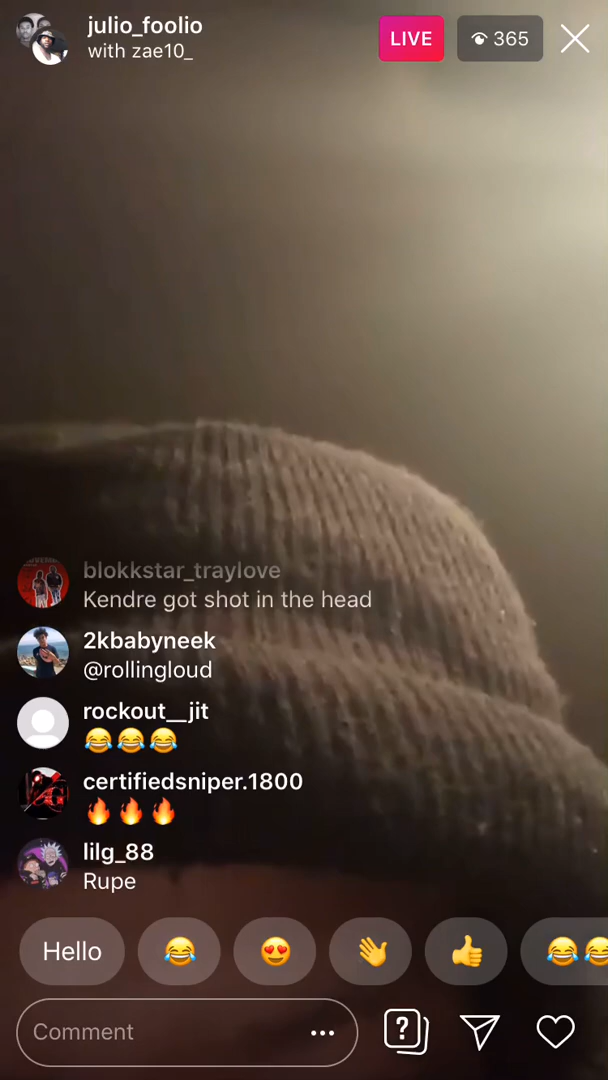 julio_foolio
with zae10_
LIVE
365
blokkstar_traylove
Kendre got shot in the head
2kbabyneek
@rollingloud
rockout__jit
😂😂😂
certifiedsniper.1800
🔥🔥🔥
lilg_88
Rupe
Hello 😂 😍 👋 👍 😂😂
Comment